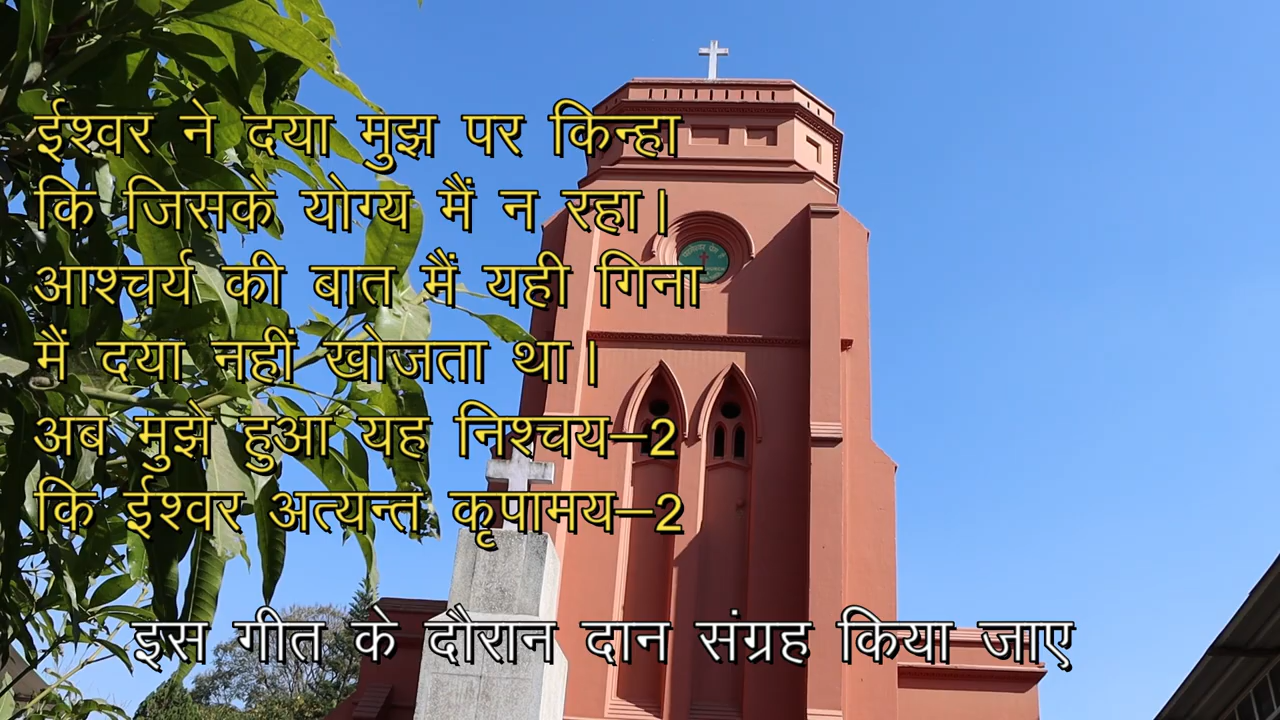 ईश्वर ने दया मुझ पर किन्हा
कि जिसके योग्य मैं न रहा।
आश्चर्य की बात मैं यही गिना
मैं दया नहीं खोजता था।
अब मुझे हुआ यह निश्चय–2
कि ईश्वर अत्यन्त कृपामय–2
इस गीत के दौरान दान संग्रह किया जाए